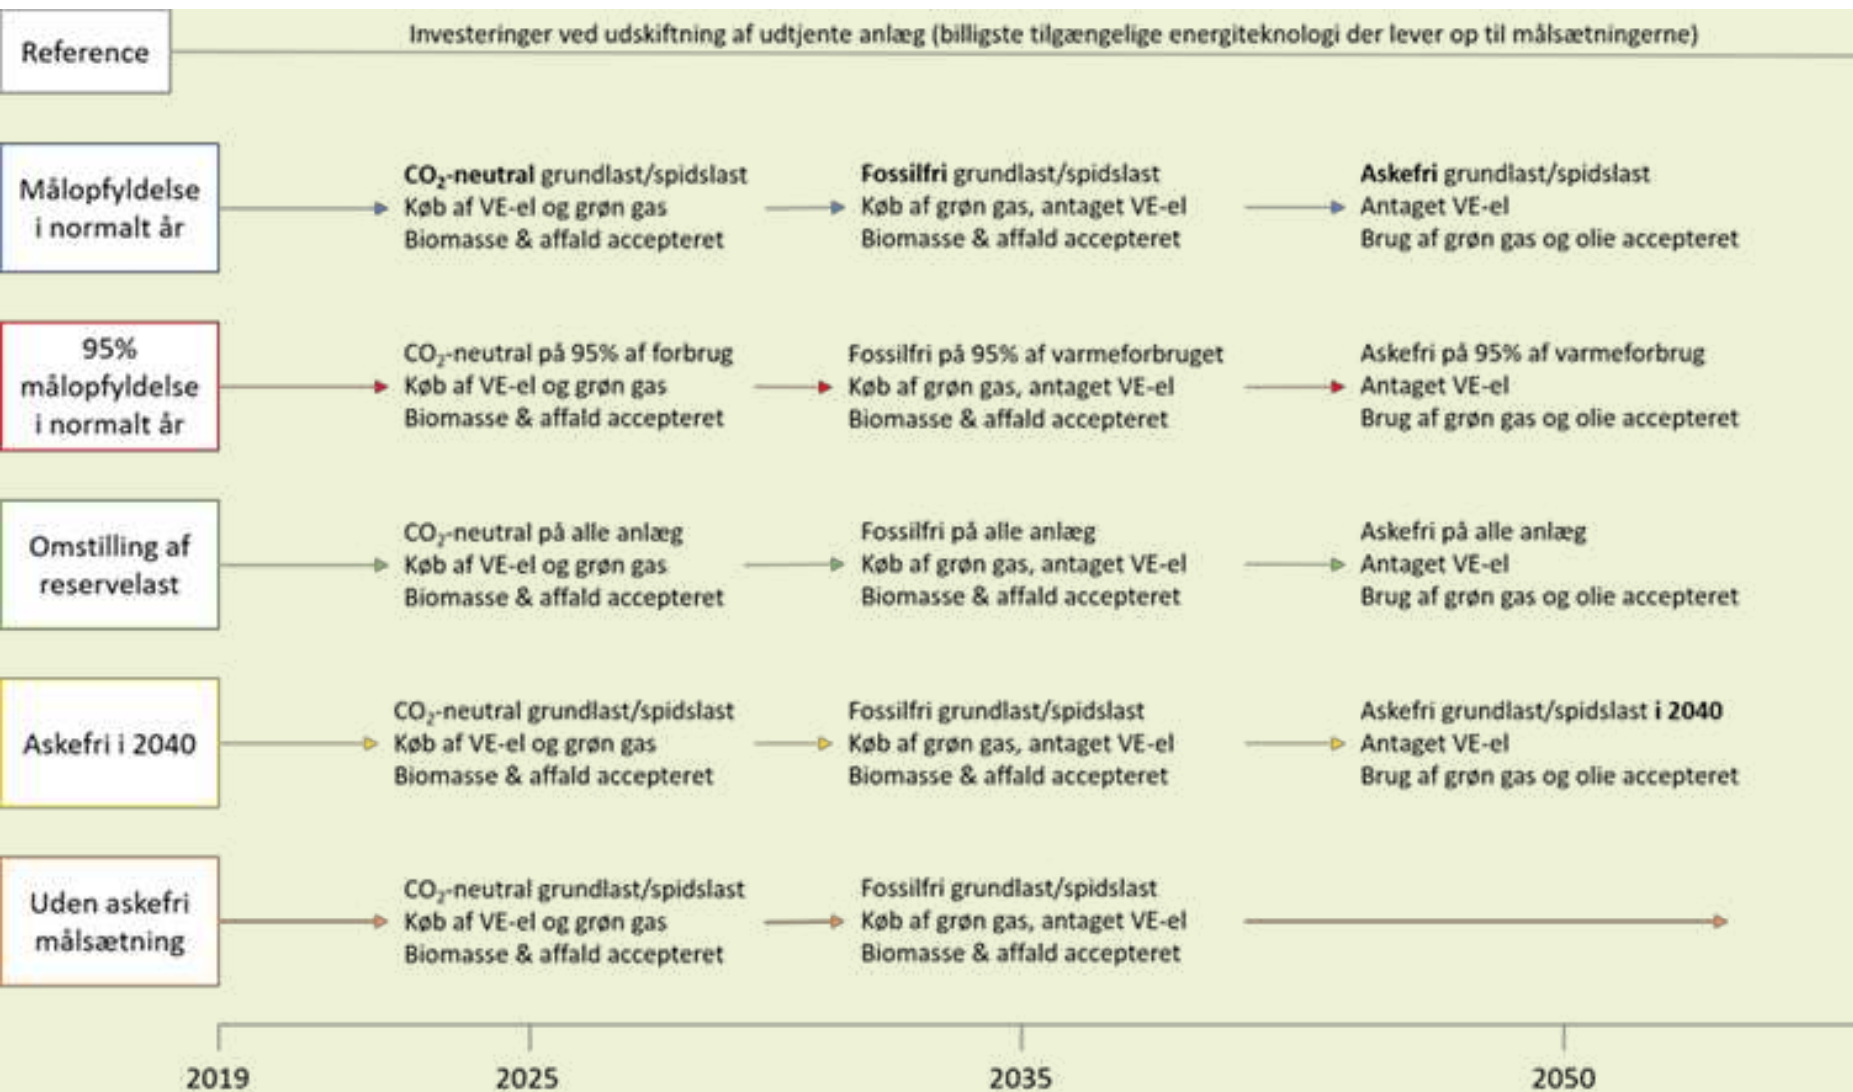 Reference
Investeringer ved udskiftning af udtjente anlæg (billigste tilgængelige energiteknologi der lever op til målsætningerne)
Målopfyldelse
i normalt år
CO₂-neutral grundlast/spidslast
Køb af VE-el og grøn gas
Biomasse & affald accepteret
Fossilfri grundlast/spidslast
Køb af grøn gas, antaget VE-el
Biomasse & affald accepteret
Askefri grundlast/spidslast
Antaget VE-el
Brug af grøn gas og olie accepteret
95%
målopfyldelse
i normalt år
CO₂-neutral på 95% af forbrug
Køb af VE-el og grøn gas
Biomasse & affald accepteret
Fossilfri på 95% af varmeforbruget
Køb af grøn gas, antaget VE-el
Biomasse & affald accepteret
Askefri på 95% af varmeforbrug
Antaget VE-el
Brug af grøn gas og olie accepteret
Omstilling af
reservelast
CO₂-neutral på alle anlæg
Køb af VE-el og grøn gas
Biomasse & affald accepteret
Fossilfri på alle anlæg
Køb af grøn gas, antaget VE-el
Biomasse & affald accepteret
Askefri på alle anlæg
Antaget VE-el
Brug af grøn gas og olie accepteret
Askefri i 2040
CO₂-neutral grundlast/spidslast
Køb af VE-el og grøn gas
Biomasse & affald accepteret
Fossilfri grundlast/spidslast
Køb af grøn gas, antaget VE-el
Biomasse & affald accepteret
Askefri grundlast/spidslast i 2040
Antaget VE-el
Brug af grøn gas og olie accepteret
Uden askefri
målsætning
CO₂-neutral grundlast/spidslast
Køb af VE-el og grøn gas
Biomasse & affald accepteret
Fossilfri grundlast/spidslast
Køb af grøn gas, antaget VE-el
Biomasse & affald accepteret
2019
2025
2035
2050